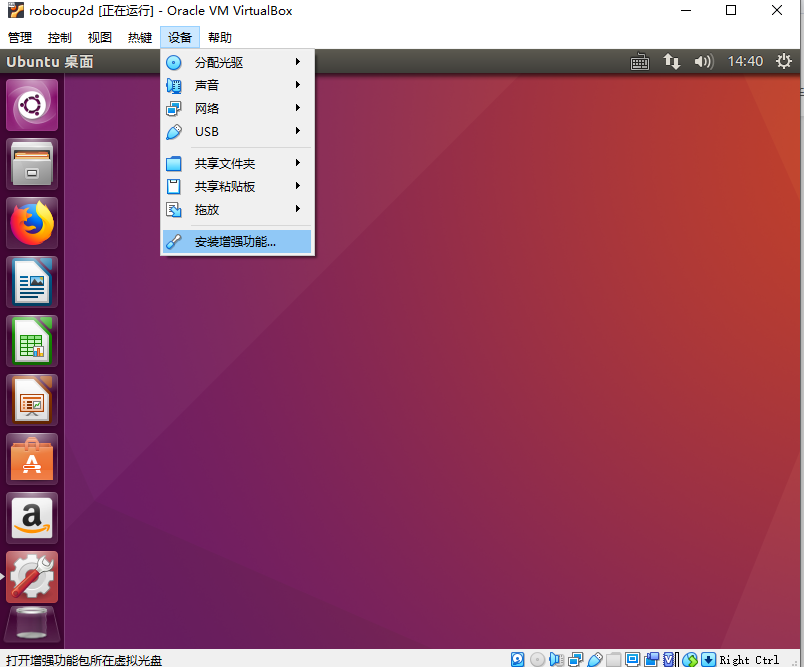 robocup2d [正在运行] - Oracle VM VirtualBox
管理 控制 视图 热键 设备 帮助
Ubuntu 桌面 14:40
分配光驱
声音
网络
USB
共享文件夹
共享粘贴板
拖放
安装增强功能...
a
打开增强功能包所在虚拟光盘 Right Ctrl